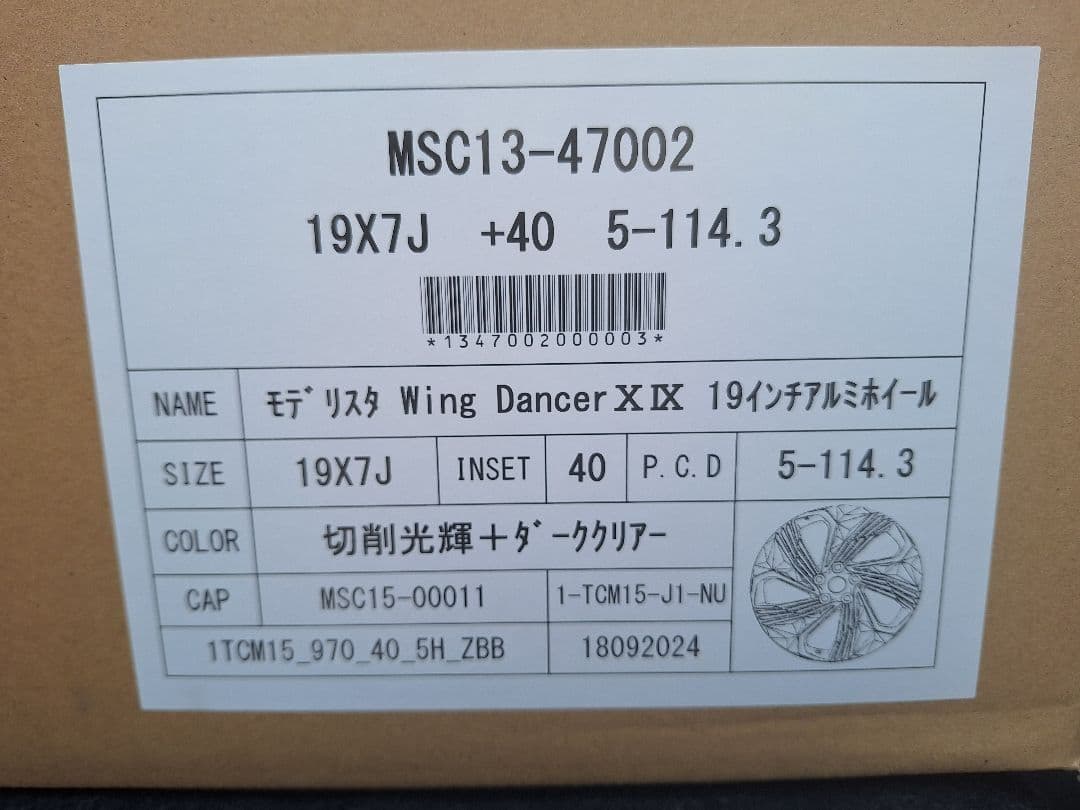 MSC13-47002
19X7J +40 5-114.3
*1347002000003*
NAME ﾓﾃﾞﾘｽﾀ Wing DancerⅩⅨ 19ｲﾝﾁｱﾙﾐﾎｲｰﾙ
SIZE 19X7J INSET 40 P.C.D 5-114.3
COLOR 切削光輝＋ﾀﾞｰｸｸﾘｱｰ
CAP MSC15-00011 1-TCM15-J1-NU
1TCM15_970_40_5H_ZBB 18092024